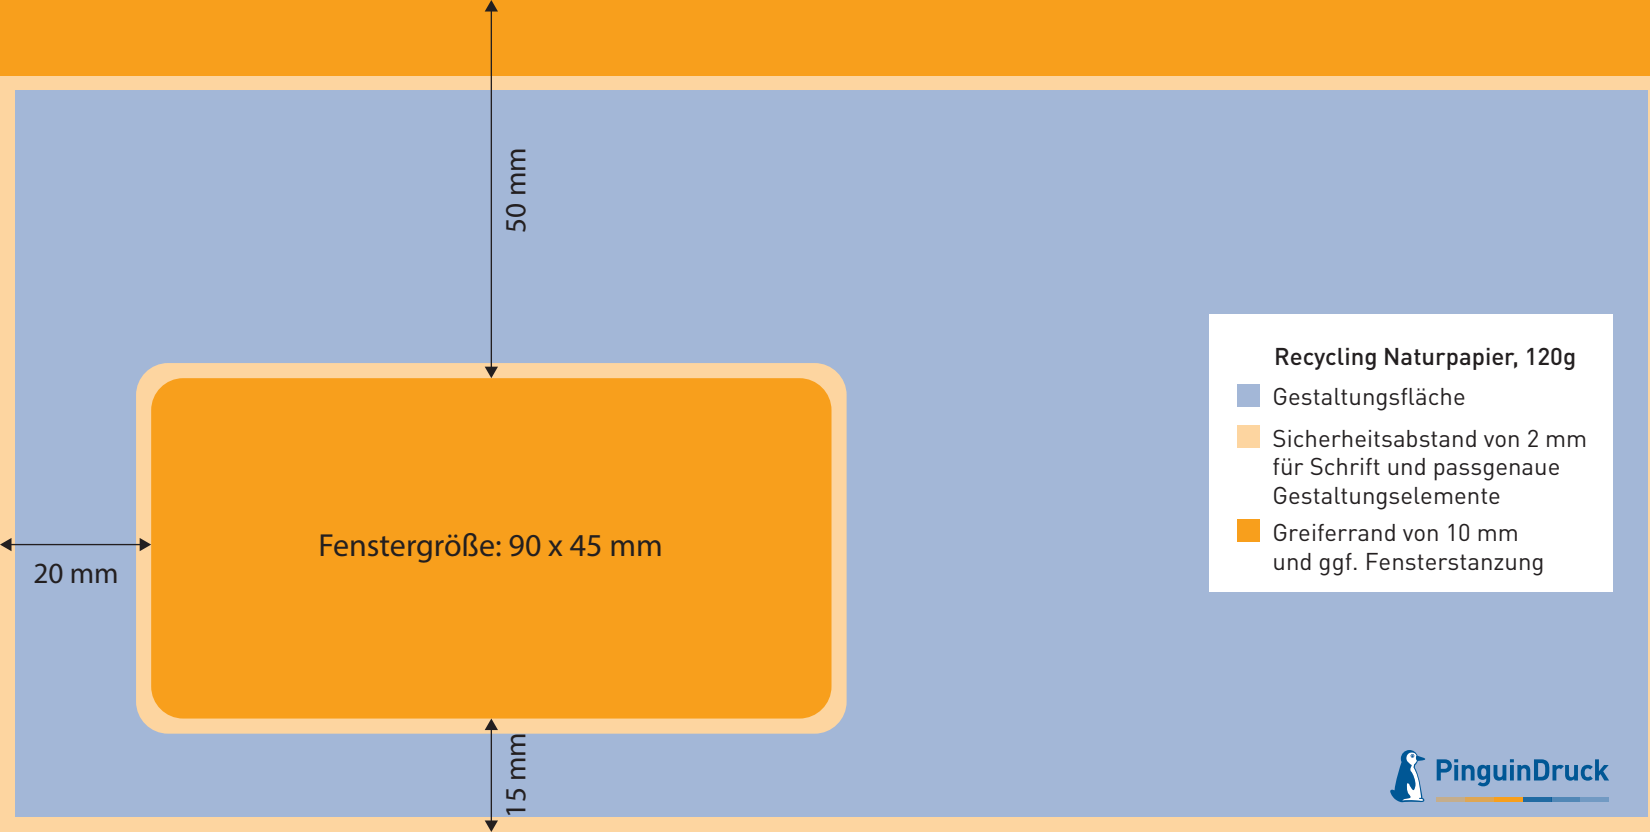 50 mm
Recycling Naturpapier, 120g
Gestaltungsfläche
Sicherheitsabstand von 2 mm
für Schrift und passgenaue
Gestaltungselemente
Greiferrand von 10 mm
und ggf. Fensterstanzung
Fenstergröße: 90 x 45 mm
20 mm
15 mm
PinguinDruck